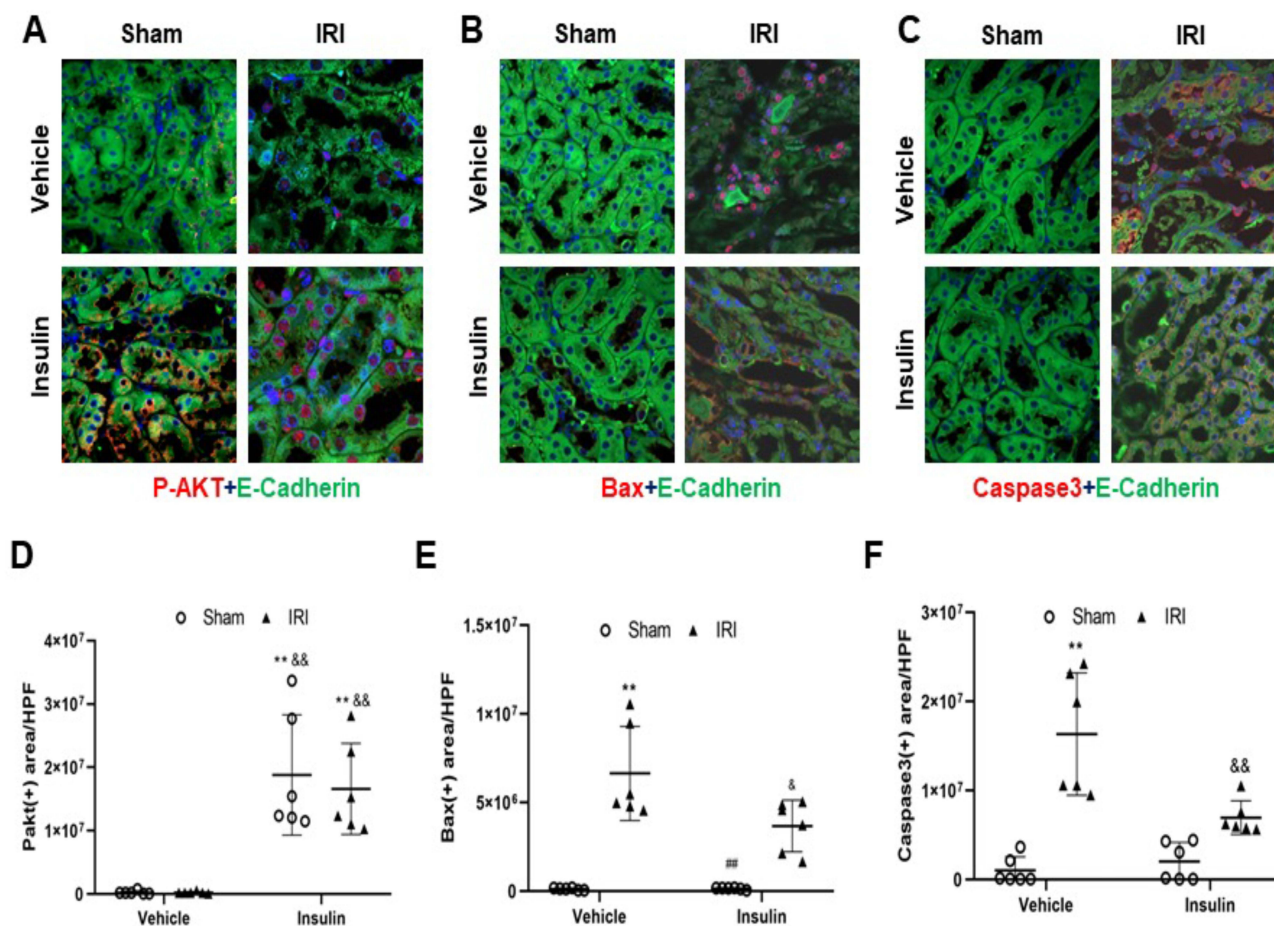 A
Sham
IRI
B
Sham
IRI
C
Sham
IRI
Vehicle
Vehicle
Vehicle
Insulin
Insulin
Insulin
P-AKT+E-Cadherin
Bax+E-Cadherin
Caspase3+E-Cadherin
D
Sham
IRI
Pakt(+) area/HPF
4×10⁷
3×10⁷
2×10⁷
1×10⁷
0
** &&
** &&
Vehicle
Insulin
E
Sham
IRI
Bax(+) area/HPF
1.5×10⁷
1×10⁷
5×10⁶
0
**
##
&
Vehicle
Insulin
F
Sham
IRI
Caspase3(+) area/HPF
3×10⁷
2×10⁷
1×10⁷
0
**
&&
Vehicle
Insulin